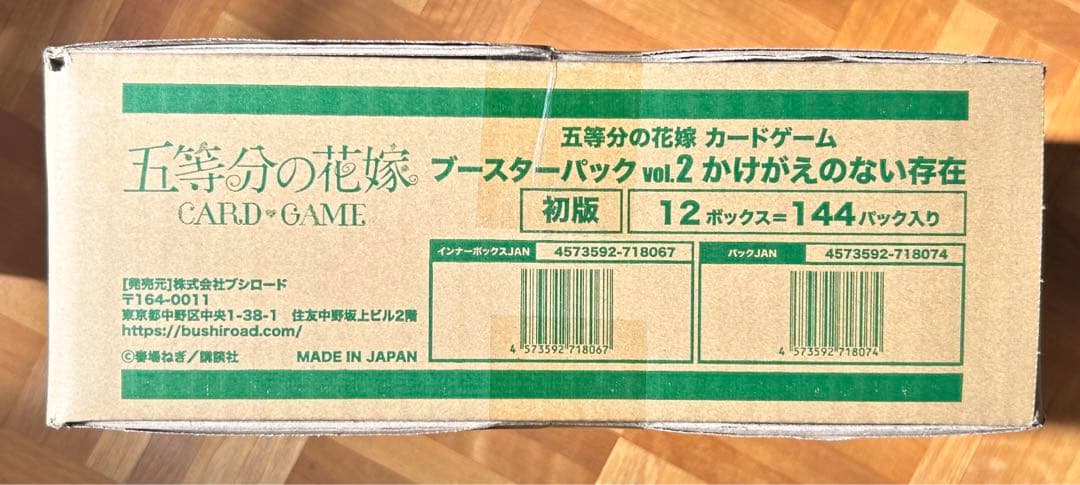 五等分の花嫁
CARD GAME
五等分の花嫁 カードゲーム
ブースターパック vol.2 かけがえのない存在
初版
12ボックス=144パック入り
インナーボックスJAN 4573592-718067
4 573592 718067
パックJAN 4573592-718074
4 573592 718074
[発売元]株式会社ブシロード
〒164-0011
東京都中野区中央1-38-1 住友中野坂上ビル2階
https://bushiroad.com/
©春場ねぎ/講談社 MADE IN JAPAN